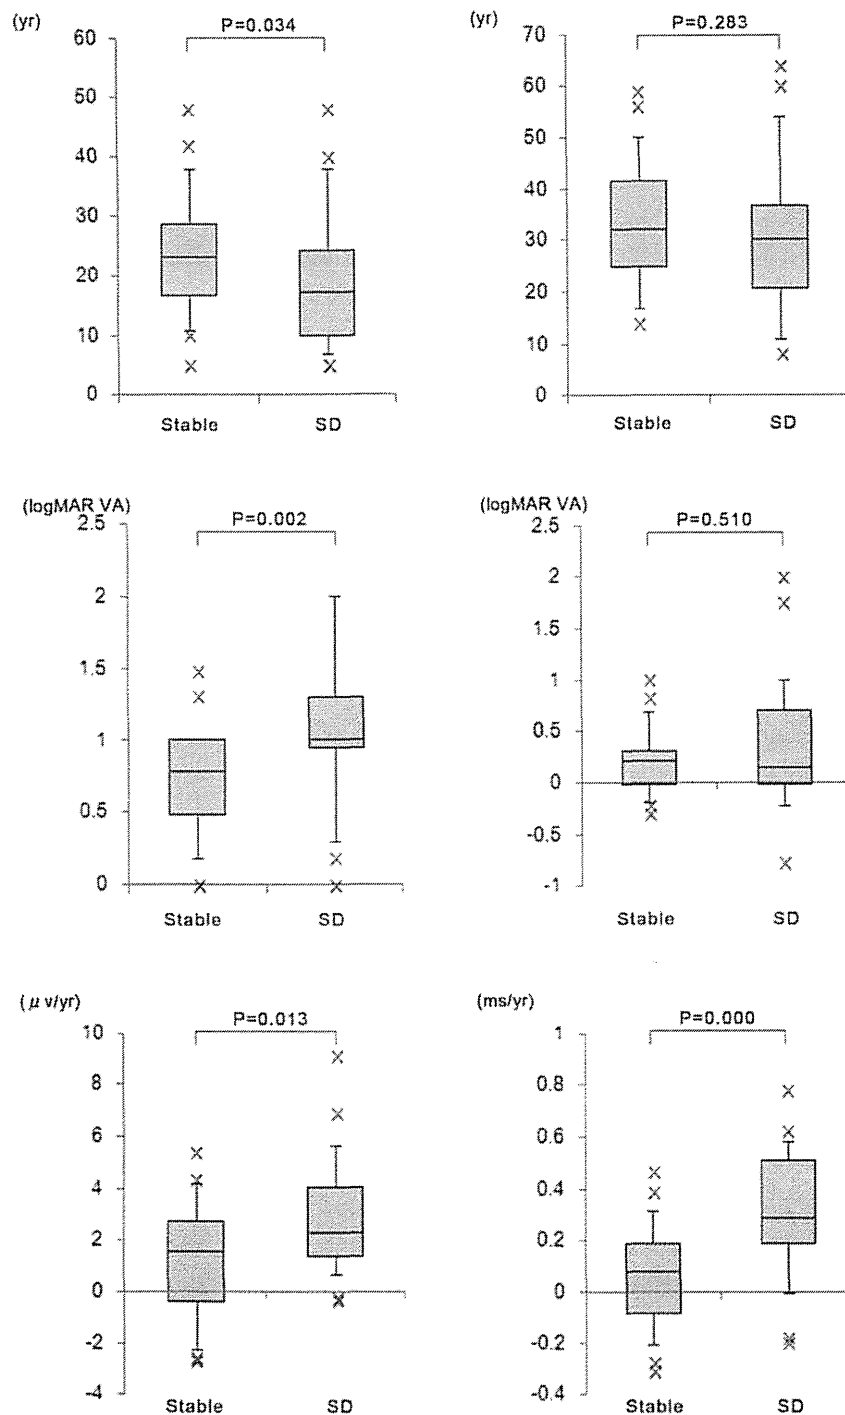 (yr)
P=0.034
60
50
40
30
20
10
0
Stable SD
(yr)
P=0.283
70
60
50
40
30
20
10
0
Stable SD
(logMAR VA)
P=0.002
2.5
2
1.5
1
0.5
0
Stable SD
(logMAR VA)
P=0.510
2.5
2
1.5
1
0.5
0
-0.5
-1
Stable SD
(μ v/yr)
P=0.013
10
8
6
4
2
0
-2
-4
Stable SD
(ms/yr)
P=0.000
1
0.8
0.6
0.4
0.2
0
-0.2
-0.4
Stable SD